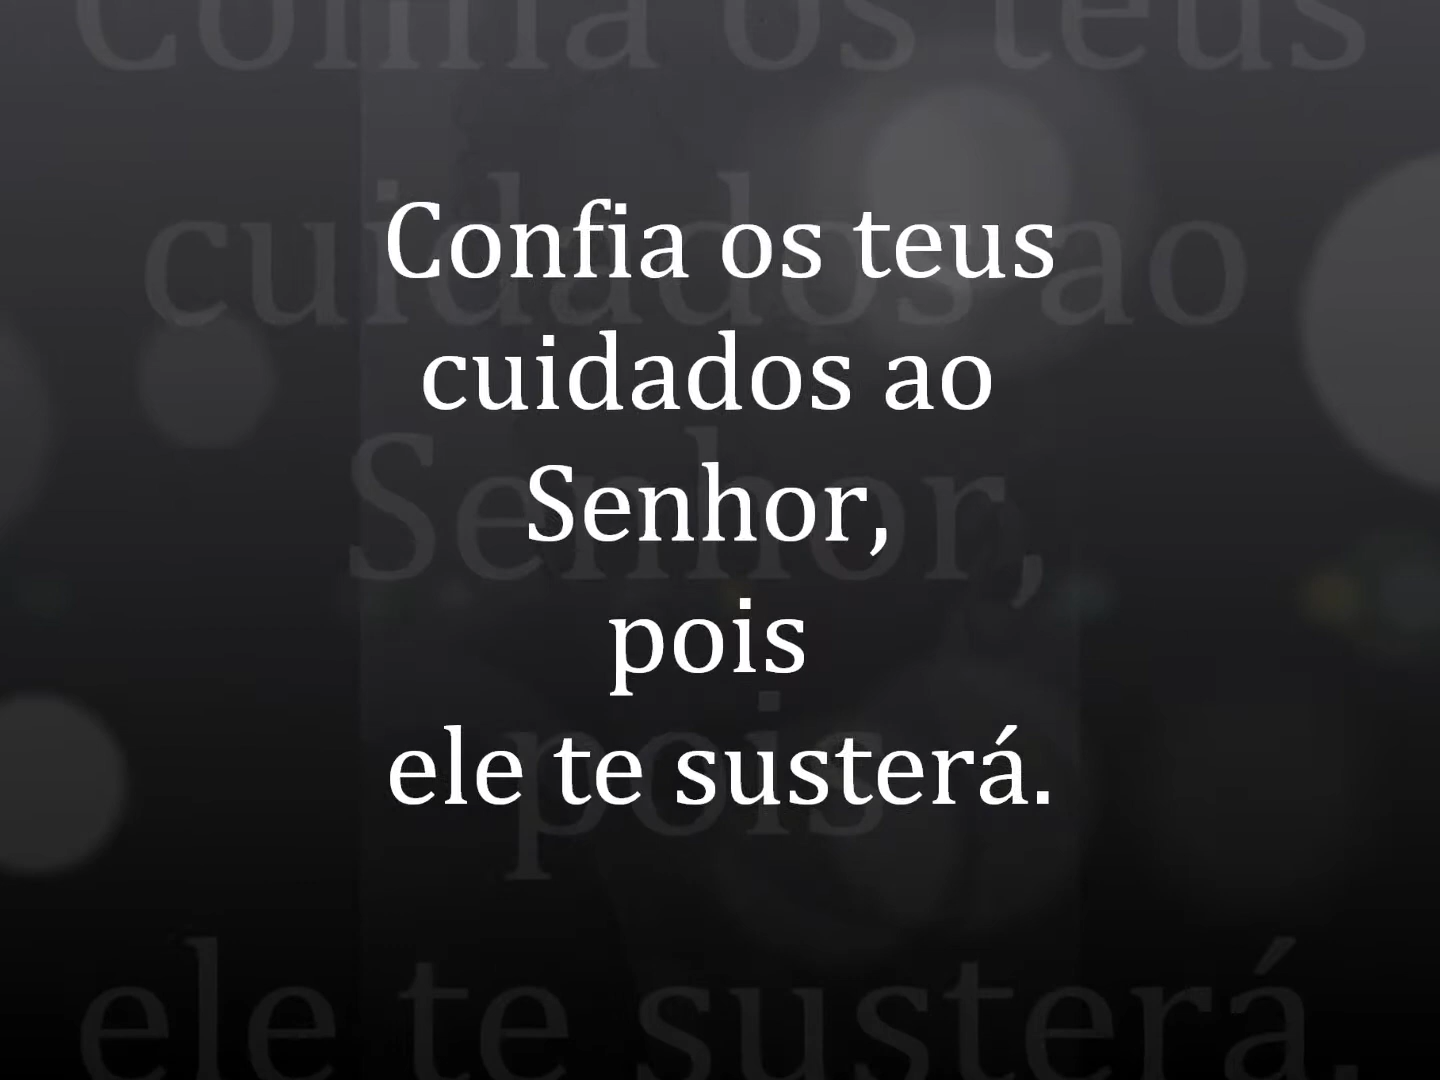 Confia os teus
cuidados ao
Senhor,
pois
ele te susterá.